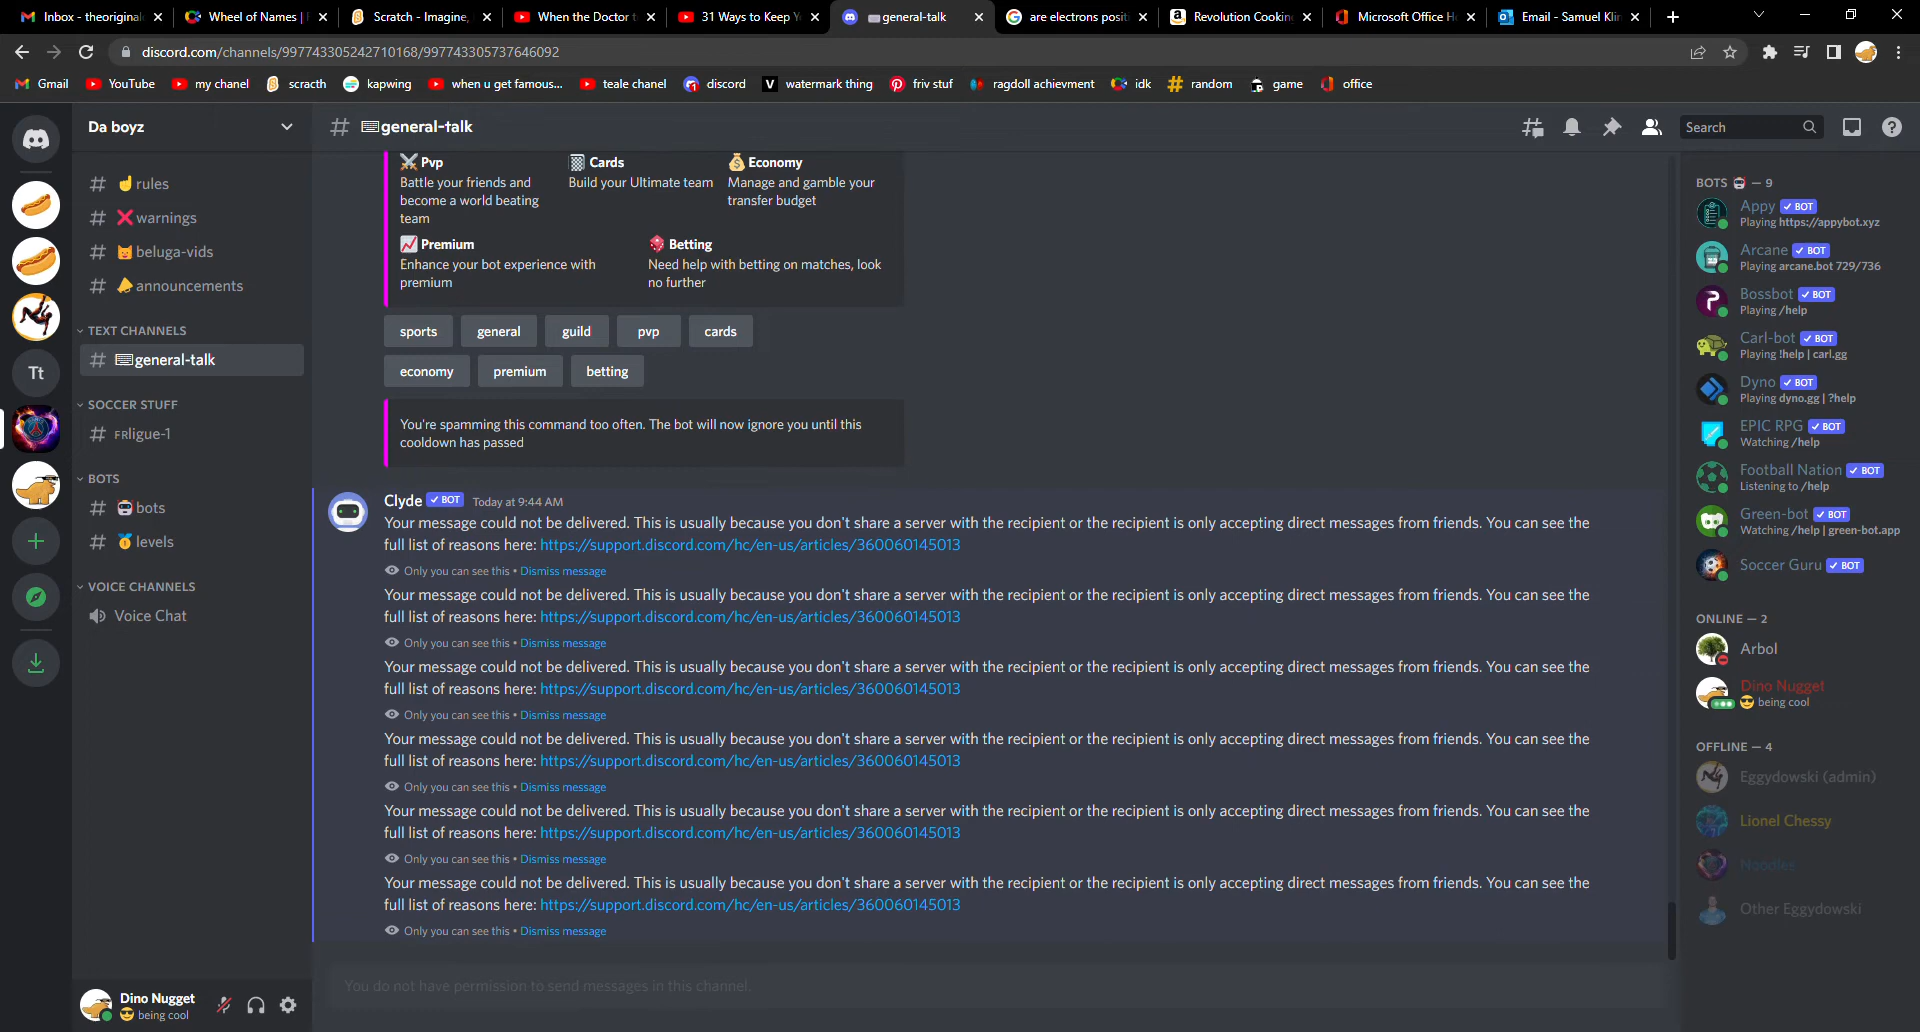 Inbox - theoriginal
Wheel of Names |
Scratch - Imagine,
When the Doctor t
31 Ways to Keep Y
general-talk
are electrons posit
Revolution Cooking
Microsoft Office H
Email - Samuel Kli
discord.com/channels/997743305242710168/997743305737646092
Gmail
YouTube
my chanel
scracth
kapwing
when u get famous...
teale chanel
discord
watermark thing
friv stuf
ragdoll achievment
idk
random
game
office
Da boyz
rules
warnings
beluga-vids
announcements
TEXT CHANNELS
general-talk
SOCCER STUFF
FRligue-1
BOTS
bots
levels
VOICE CHANNELS
Voice Chat
Tt
Dino Nugget
being cool
general-talk
Search
Pvp
Battle your friends and
become a world beating
team
Cards
Build your Ultimate team
Economy
Manage and gamble your
transfer budget
Premium
Enhance your bot experience with
premium
Betting
Need help with betting on matches, look
no further
sports general guild pvp cards
economy premium betting
You're spamming this command too often. The bot will now ignore you until this
cooldown has passed
Clyde BOT Today at 9:44 AM
Your message could not be delivered. This is usually because you don't share a server with the recipient or the recipient is only accepting direct messages from friends. You can see the
full list of reasons here: https://support.discord.com/hc/en-us/articles/360060145013
Only you can see this • Dismiss message
Your message could not be delivered. This is usually because you don't share a server with the recipient or the recipient is only accepting direct messages from friends. You can see the
full list of reasons here: https://support.discord.com/hc/en-us/articles/360060145013
Only you can see this • Dismiss message
Your message could not be delivered. This is usually because you don't share a server with the recipient or the recipient is only accepting direct messages from friends. You can see the
full list of reasons here: https://support.discord.com/hc/en-us/articles/360060145013
Only you can see this • Dismiss message
Your message could not be delivered. This is usually because you don't share a server with the recipient or the recipient is only accepting direct messages from friends. You can see the
full list of reasons here: https://support.discord.com/hc/en-us/articles/360060145013
Only you can see this • Dismiss message
Your message could not be delivered. This is usually because you don't share a server with the recipient or the recipient is only accepting direct messages from friends. You can see the
full list of reasons here: https://support.discord.com/hc/en-us/articles/360060145013
Only you can see this • Dismiss message
Your message could not be delivered. This is usually because you don't share a server with the recipient or the recipient is only accepting direct messages from friends. You can see the
full list of reasons here: https://support.discord.com/hc/en-us/articles/360060145013
Only you can see this • Dismiss message
You do not have permission to send messages in this channel.
BOTS — 9
Appy BOT
Playing https://appybot.xyz
Arcane BOT
Playing arcane.bot 729/736
Bossbot BOT
Playing /help
Carl-bot BOT
Playing !help | carl.gg
Dyno BOT
Playing dyno.gg | ?help
EPIC RPG BOT
Watching /help
Football Nation BOT
Listening to /help
Green-bot BOT
Watching /help | green-bot.app
Soccer Guru BOT
ONLINE — 2
Arbol
Dino Nugget
being cool
OFFLINE — 4
Eggydowski (admin)
Lionel Chessy
Noodlee
Other Eggydowski